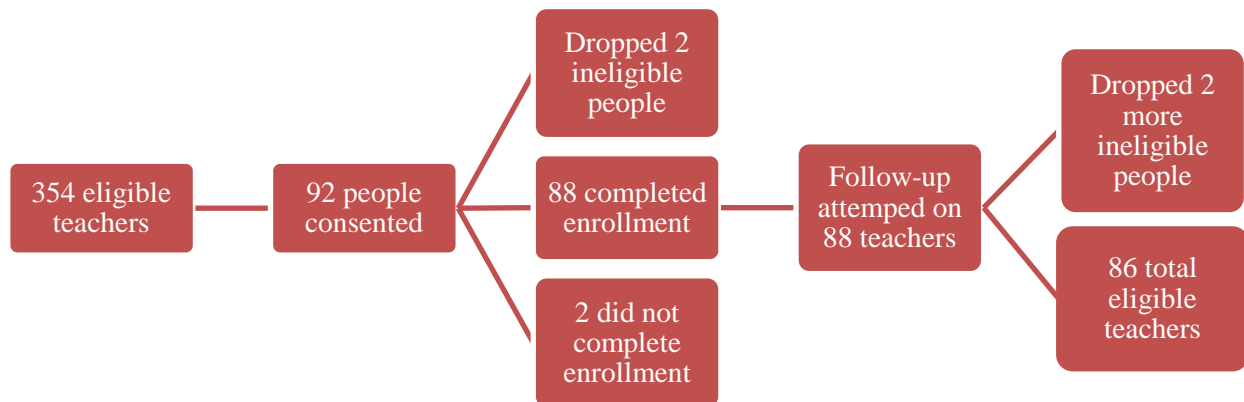 354 eligible
teachers
92 people
consented
Dropped 2
ineligible
people
88 completed
enrollment
2 did not
complete
enrollment
Follow-up
attemped on
88 teachers
Dropped 2
more
ineligible
people
86 total
eligible
teachers